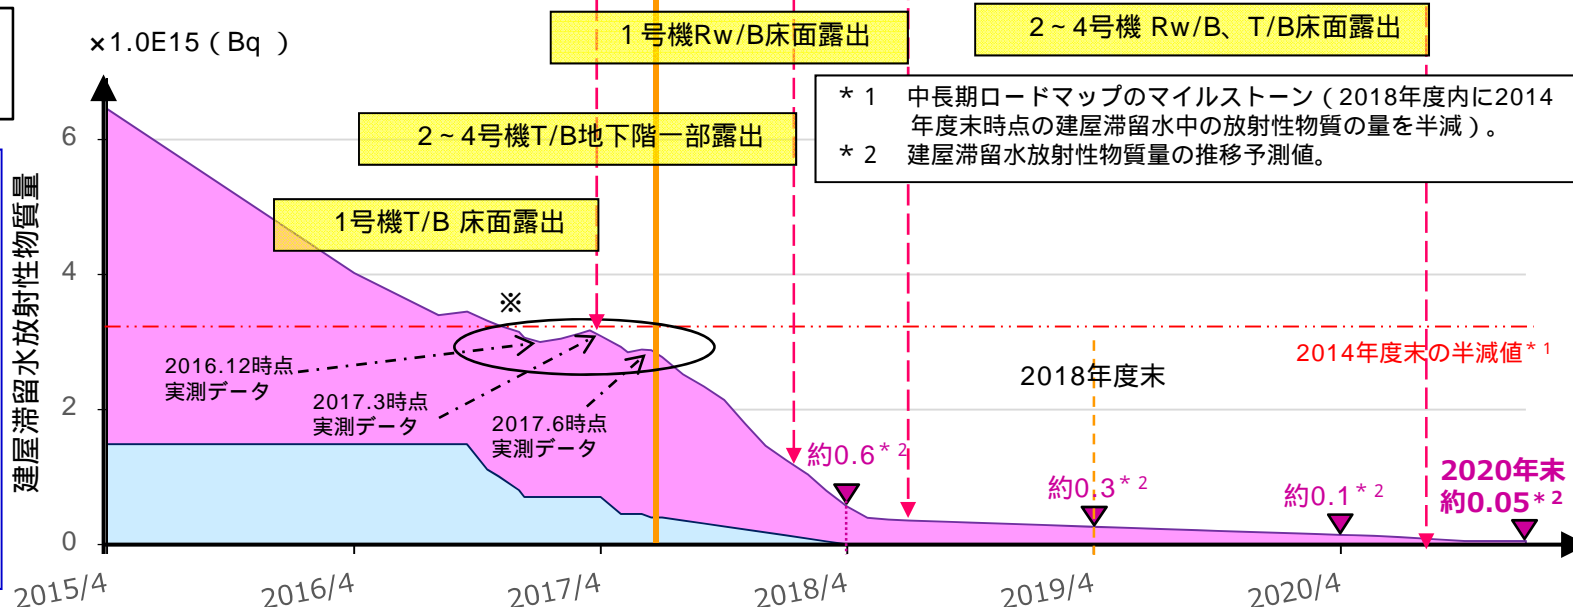 ×1.0E15（Bq ）
1号機Rw/B床面露出
2～4号機 Rw/B、T/B床面露出
＊1 中長期ロードマップのマイルストーン（2018年度内に2014
年度末時点の建屋滞留水中の放射性物質の量を半減）。
＊2 建屋滞留水放射性物質量の推移予測値。
2～4号機T/B地下階一部露出
1号機T/B 床面露出
建屋滞留水放射性物質量
6
4
2
0
※
2016.12時点
実測データ
2017.3時点
実測データ
2017.6時点
実測データ
2014年度末の半減値＊1
2018年度末
約0.6＊2
約0.3＊2
約0.1＊2
2020年末
約0.05＊2
2015/4
2016/4
2017/4
2018/4
2019/4
2020/4